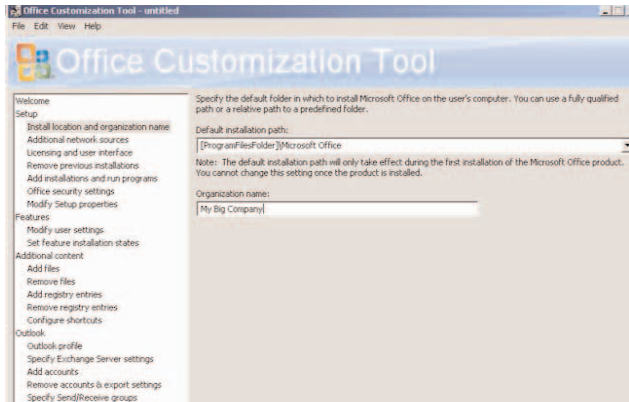 Office Customization Tool - untitled
File Edit View Help
Office Customization Tool
Welcome
Setup
Install location and organization name
Additional network sources
Licensing and user interface
Remove previous installations
Add installations and run programs
Office security settings
Modify Setup properties
Features
Modify user settings
Set feature installation states
Additional content
Add files
Remove files
Add registry entries
Remove registry entries
Configure shortcuts
Outlook
Outlook profile
Specify Exchange Server settings
Add accounts
Remove accounts & export settings
Specify Send/Receive groups
Specify the default folder in which to install Microsoft Office on the user's computer. You can use a fully qualified
path or a relative path to a predefined folder.
Default installation path:
[ProgramFilesFolder]\Microsoft Office
Note: The default installation path will only take effect during the first installation of the Microsoft Office product.
You cannot change this setting once the product is installed.
Organization name:
My Big Company